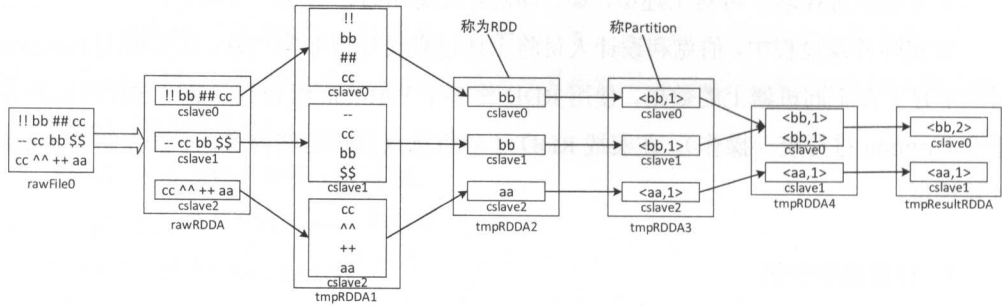 !! bb ## cc
-- cc bb $$
cc ^^ ++ aa
rawFile0
!! bb ## cc
cslave0
-- cc bb $$
cslave1
cc ^^ ++ aa
cslave2
rawRDDA
!!
bb
##
cc
cslave0
--
cc
bb
$$
cslave1
cc
^^
++
aa
cslave2
tmpRDDA1
称为RDD
bb
cslave0
bb
cslave1
aa
cslave2
tmpRDDA2
称Partition
<bb,1>
cslave0
<bb,1>
cslave1
<aa,1>
cslave2
tmpRDDA3
<bb,1>
<bb,1>
cslave0
<aa,1>
cslave1
tmpRDDA4
<bb,2>
cslave0
<aa,1>
cslave1
tmpResultRDDA